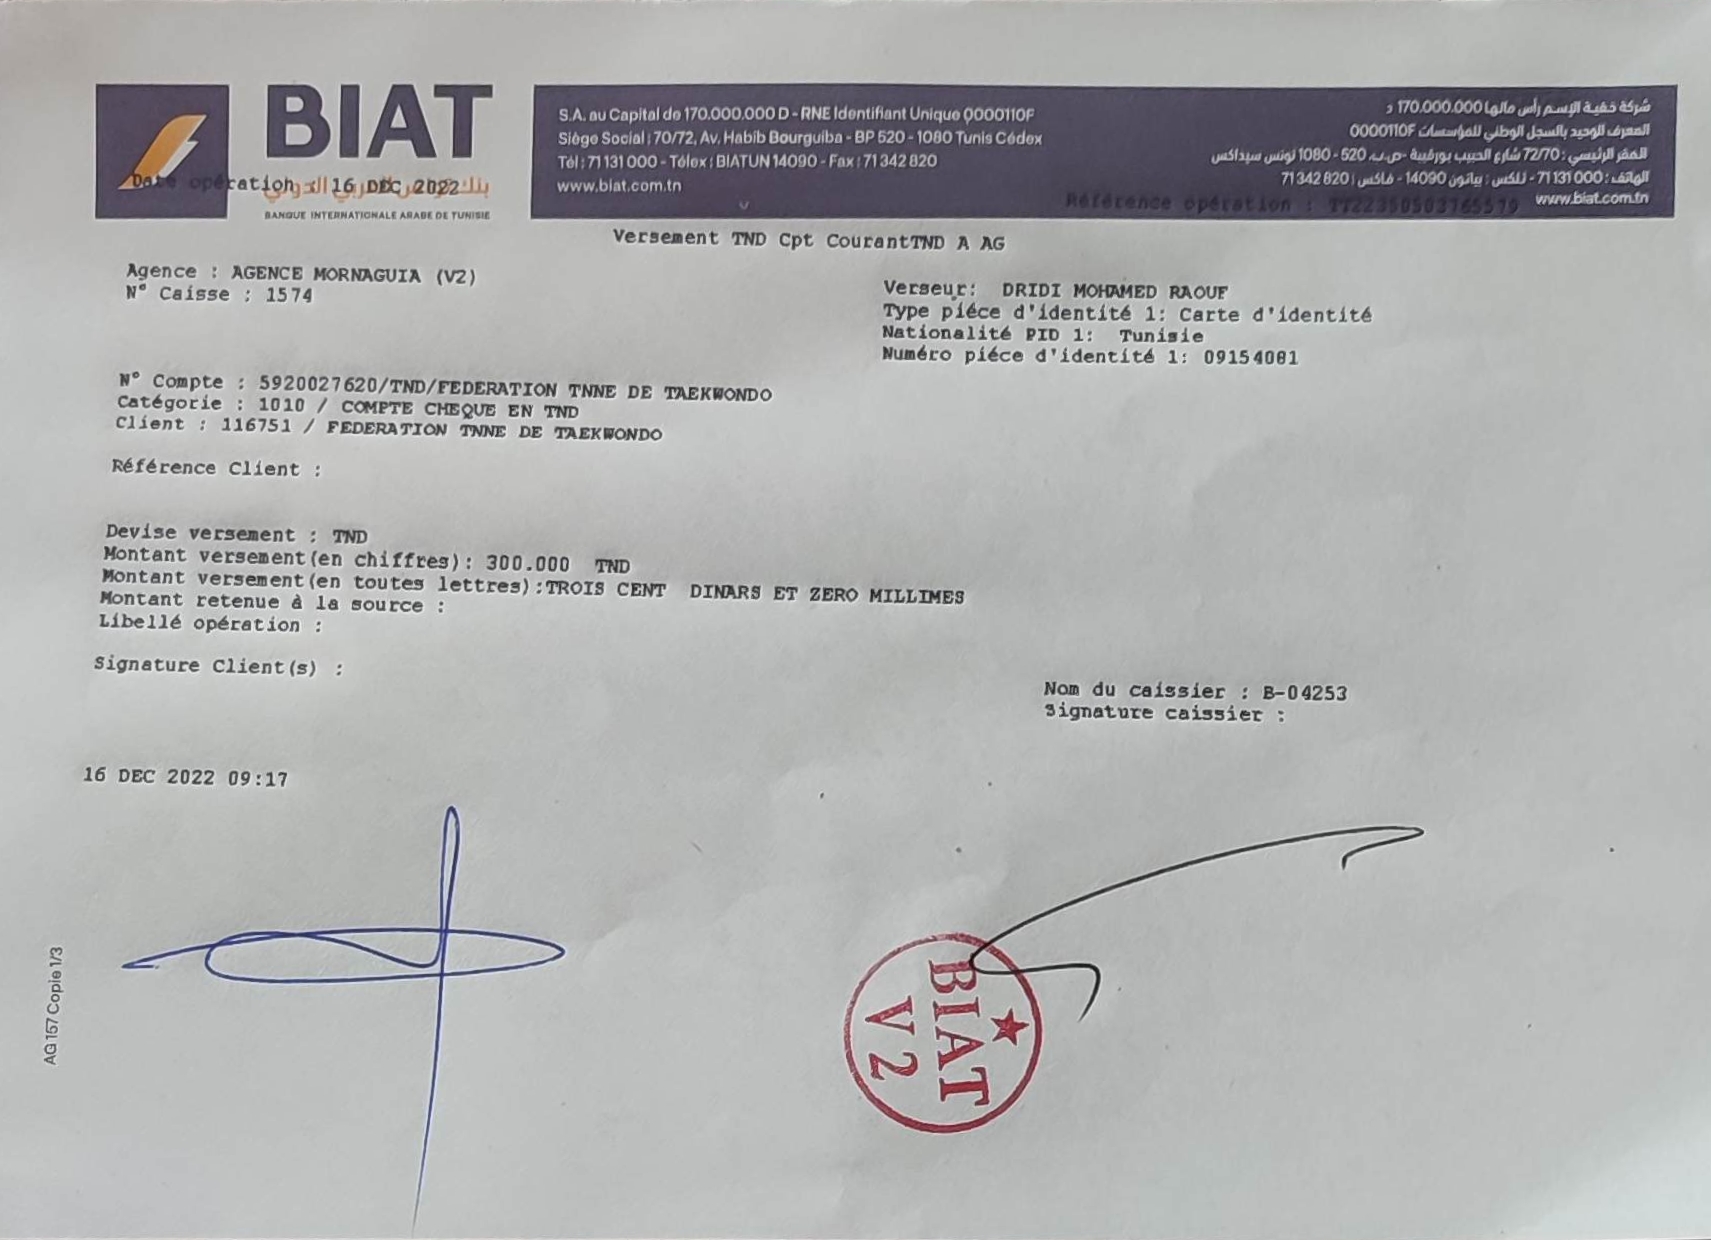 BIAT
بنك تونس العربي الدولي
BANQUE INTERNATIONALE ARABE DE TUNISIE
S.A. au Capital de 170.000.000 D - RNE Identifiant Unique 0000110F
Siège Social : 70/72, Av. Habib Bourguiba - BP 520 - 1080 Tunis Cédex
Tél : 71 131 000 - Télex : BIATUN 14090 - Fax : 71 342 820
www.biat.com.tn
شركة خفية الإسم رأس مالها 170.000.000 د
المعرف الوحيد بالسجل الوطني للمؤسسات 0000110F
المقر الرئيسي : 72/70 شارع الحبيب بورقيبة -ص.ب. 520 - 1080 تونس سيداكس
الهاتف : 71 131 000 - تلكس : بياتون 14090 - فاكس : 71 342 820
www.biat.com.tn
Date opération : 16 DEC 2022
Référence opération : TT22350503765579
Versement TND Cpt CourantTND A AG
Agence : AGENCE MORNAGUIA (V2)
N° Caisse : 1574
Verseur: DRIDI MOHAMED RAOUF
Type piéce d'identité 1: Carte d'identité
Nationalité PID 1: Tunisie
Numéro piéce d'identité 1: 09154081
N° Compte : 5920027620/TND/FEDERATION TNNE DE TAEKWONDO
Catégorie : 1010 / COMPTE CHEQUE EN TND
Client : 116751 / FEDERATION TNNE DE TAEKWONDO
Référence Client :
Devise versement : TND
Montant versement(en chiffres): 300.000 TND
Montant versement(en toutes lettres):TROIS CENT DINARS ET ZERO MILLIMES
Montant retenue à la source :
Libellé opération :
Signature Client(s) :
Nom du caissier : B-04253
Signature caissier :
16 DEC 2022 09:17
BIAT
V2
AG 157 Copie 1/3